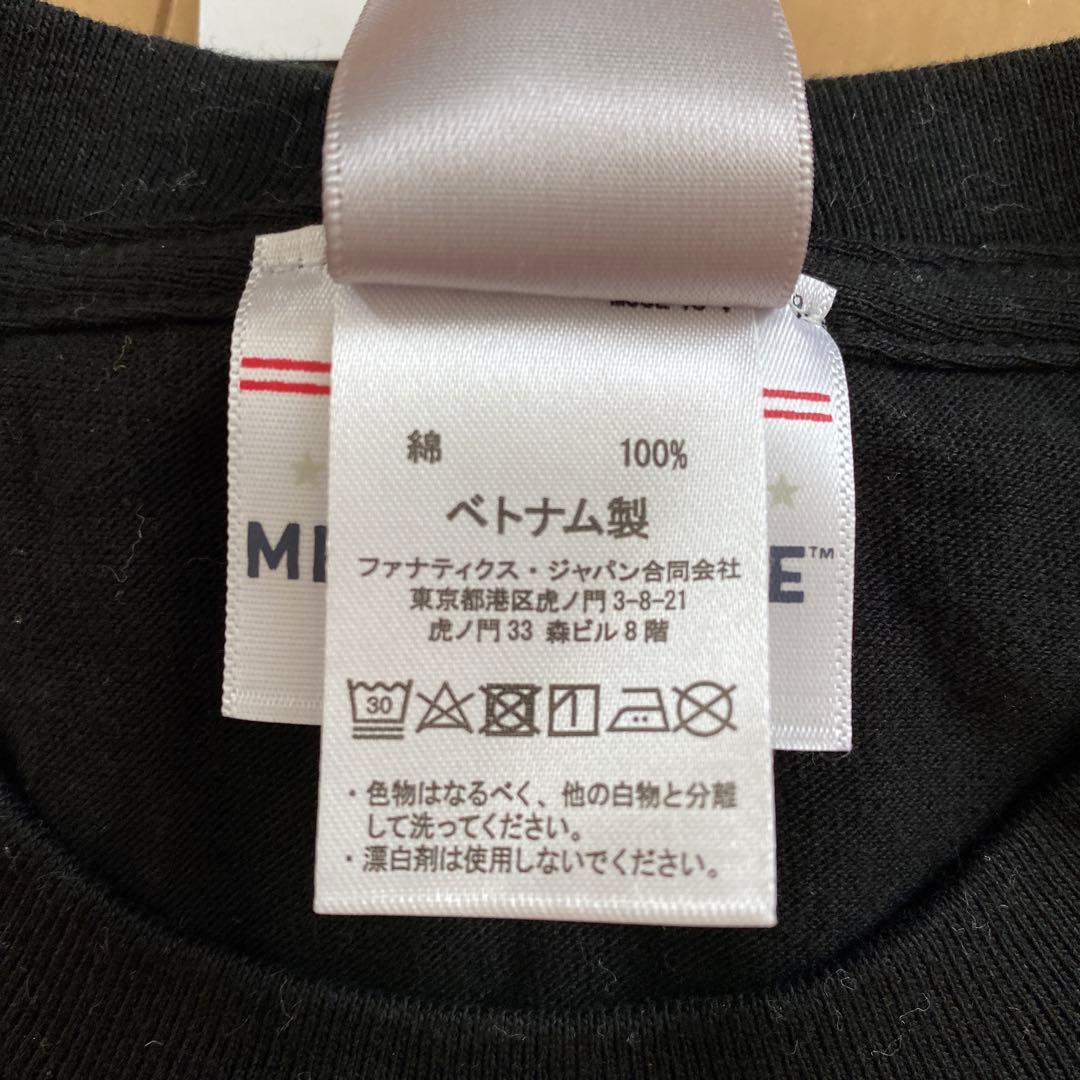 綿 100%
ベトナム製
ファナティクス・ジャパン合同会社
東京都港区虎ノ門3-8-21
虎ノ門33 森ビル8階
30
・色物はなるべく、他の白物と分離
して洗ってください。
・漂白剤は使用しないでください。
E™